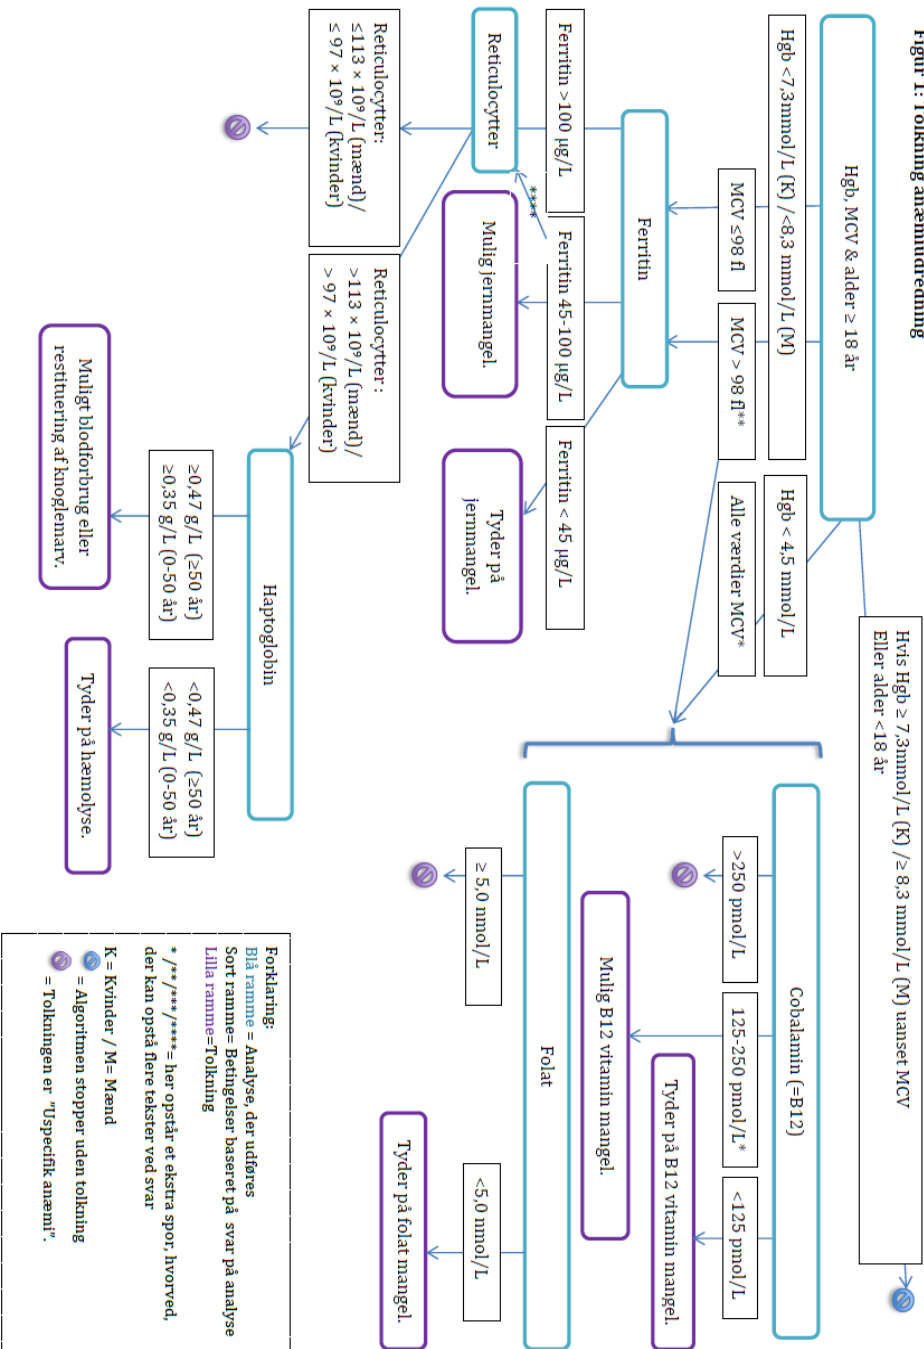 Figur 1: Tolkning anæmiudredning
Hgb, MCV & alder ≥ 18 år
Hvis Hgb ≥ 7,3mmol/L (K) /≥ 8,3 mmol/L (M) uanset MCV
Eller alder <18 år
Hgb <7,3mmol/L (K) /<8,3 mmol/L (M)
Hgb < 4,5 mmol/L
MCV ≤98 fl
MCV > 98 fl**
Alle værdier MCV*
Cobalamin (=B12)
>250 pmol/L
125-250 pmol/L*
<125 pmol/L
Tyder på B12 vitamin mangel.
Mulig B12 vitamin mangel.
Ferritin
Ferritin >100 µg/L
Ferritin 45-100 µg/L
Ferritin < 45 µg/L
****
Reticulocytter
Mulig jernmangel.
Tyder på
jernmangel.
Folat
≥ 5,0 nmol/L
<5,0 nmol/L
Tyder på folat mangel.
Reticulocytter:
≤113 × 10⁹/L (mænd)/
≤ 97 × 10⁹/L (kvinder)
Reticulocytter :
>113 × 10⁹/L (mænd)/
> 97 × 10⁹/L (kvinder)
Haptoglobin
≥0,47 g/L (≥50 år)
≥0,35 g/L (0-50 år)
<0,47 g/L (≥50 år)
<0,35 g/L (0-50 år)
Muligt blodforbrug eller
restituering af knoglemarv.
Tyder på hæmolyse.
Forklaring:
Blå ramme = Analyse, der udføres
Sort ramme= Betingelser baseret på svar på analyse
Lilla ramme=Tolkning
* /** /*** /****= her opstår et ekstra spor, hvorved,
der kan opstå flere tekster ved svar
K = Kvinder / M= Mænd
= Algoritmen stopper uden tolkning
= Tolkningen er "Uspecifik anæmi".